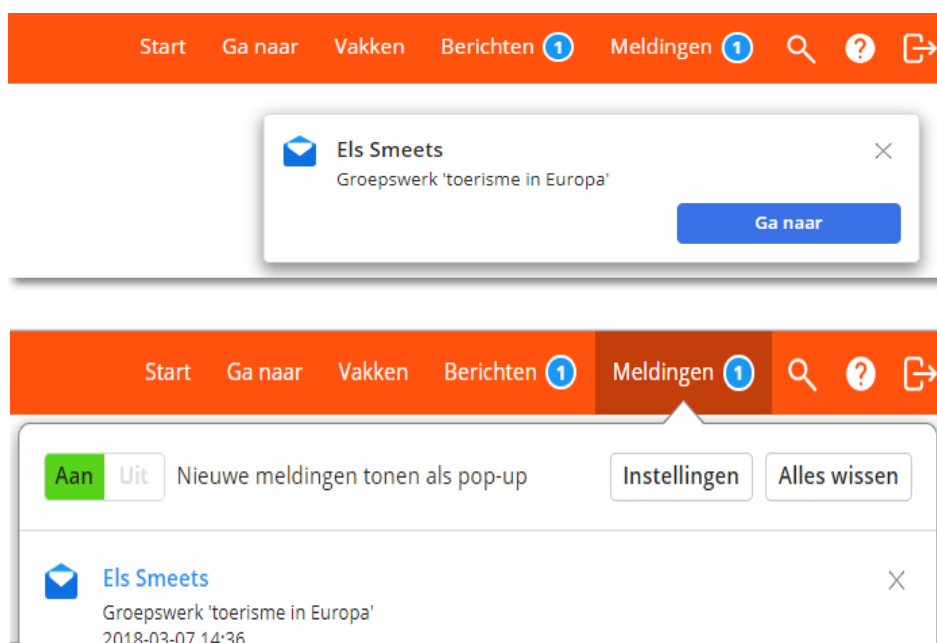 Start Ga naar Vakken Berichten 1 Meldingen 1 ?
Els Smeets
Groepswerk 'toerisme in Europa'
Ga naar
Start Ga naar Vakken Berichten 1 Meldingen 1 ?
Aan Uit Nieuwe meldingen tonen als pop-up Instellingen Alles wissen
Els Smeets
Groepswerk 'toerisme in Europa'
2018-03-07 14:36